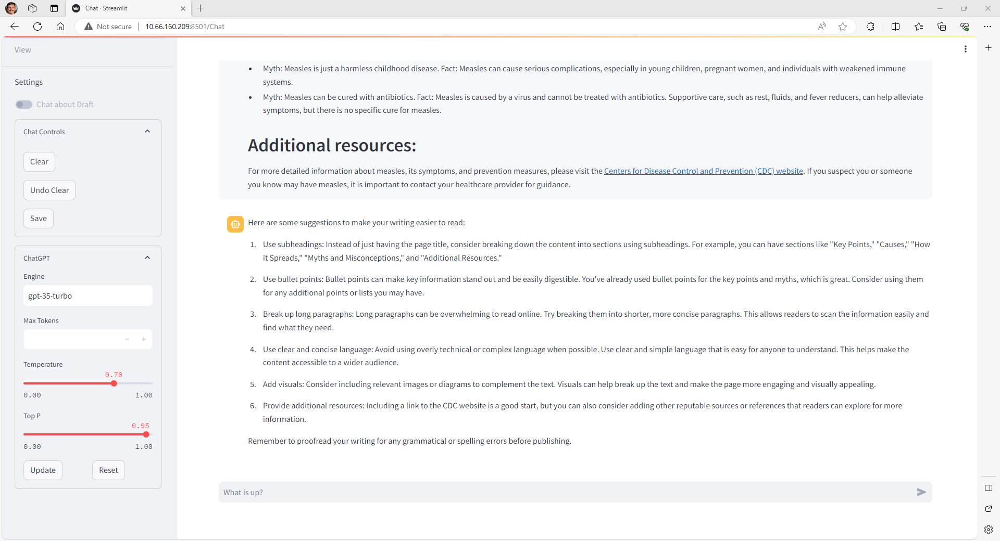 Chat · Streamlit
Not secure
10.66.160.209:8501/Chat
View
Settings
Chat about Draft
Chat Controls
Clear
Undo Clear
Save
ChatGPT
Engine
gpt-35-turbo
Max Tokens
Temperature
0.70
0.00 1.00
Top P
0.95
0.00 1.00
Update Reset
• Myth: Measles is just a harmless childhood disease. Fact: Measles can cause serious complications, especially in young children, pregnant women, and individuals with weakened immune
systems.
• Myth: Measles can be cured with antibiotics. Fact: Measles is caused by a virus and cannot be treated with antibiotics. Supportive care, such as rest, fluids, and fever reducers, can help alleviate
symptoms, but there is no specific cure for measles.
Additional resources:
For more detailed information about measles, its symptoms, and prevention measures, please visit the Centers for Disease Control and Prevention (CDC) website. If you suspect you or someone
you know may have measles, it is important to contact your healthcare provider for guidance.
Here are some suggestions to make your writing easier to read:
1. Use subheadings: Instead of just having the page title, consider breaking down the content into sections using subheadings. For example, you can have sections like "Key Points," "Causes," "How
it Spreads," "Myths and Misconceptions," and "Additional Resources."
2. Use bullet points: Bullet points can make key information stand out and be easily digestible. You've already used bullet points for the key points and myths, which is great. Consider using them
for any additional points or lists you may have.
3. Break up long paragraphs: Long paragraphs can be overwhelming to read online. Try breaking them into shorter, more concise paragraphs. This allows readers to scan the information easily and
find what they need.
4. Use clear and concise language: Avoid using overly technical or complex language when possible. Use clear and simple language that is easy for anyone to understand. This helps make the
content accessible to a wider audience.
5. Add visuals: Consider including relevant images or diagrams to complement the text. Visuals can help break up the text and make the page more engaging and visually appealing.
6. Provide additional resources: Including a link to the CDC website is a good start, but you can also consider adding other reputable sources or references that readers can explore for more
information.
Remember to proofread your writing for any grammatical or spelling errors before publishing.
What is up?